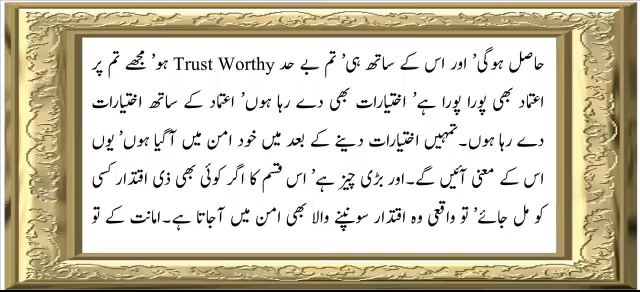 حاصل ہوگی’ اور اس کے ساتھ ہی’ تم بے حد Trust Worthy ہو’ مجھے تم پر
اعتماد بھی پورا پورا ہے’ اختیارات بھی دے رہا ہوں’ اعتماد کے ساتھ اختیارات
دے رہا ہوں۔تمہیں اختیارات دینے کے بعد میں خود امن میں آگیا ہوں’ یوں
اس کے معنی آئیں گے۔اور بڑی چیز ہے’ اس قسم کا اگر کوئی بھی ذی اقتدار کسی
کو مل جائے’ تو واقعی وہ اقتدار سونپنے والا بھی امن میں آجاتا ہے۔امانت کے تو